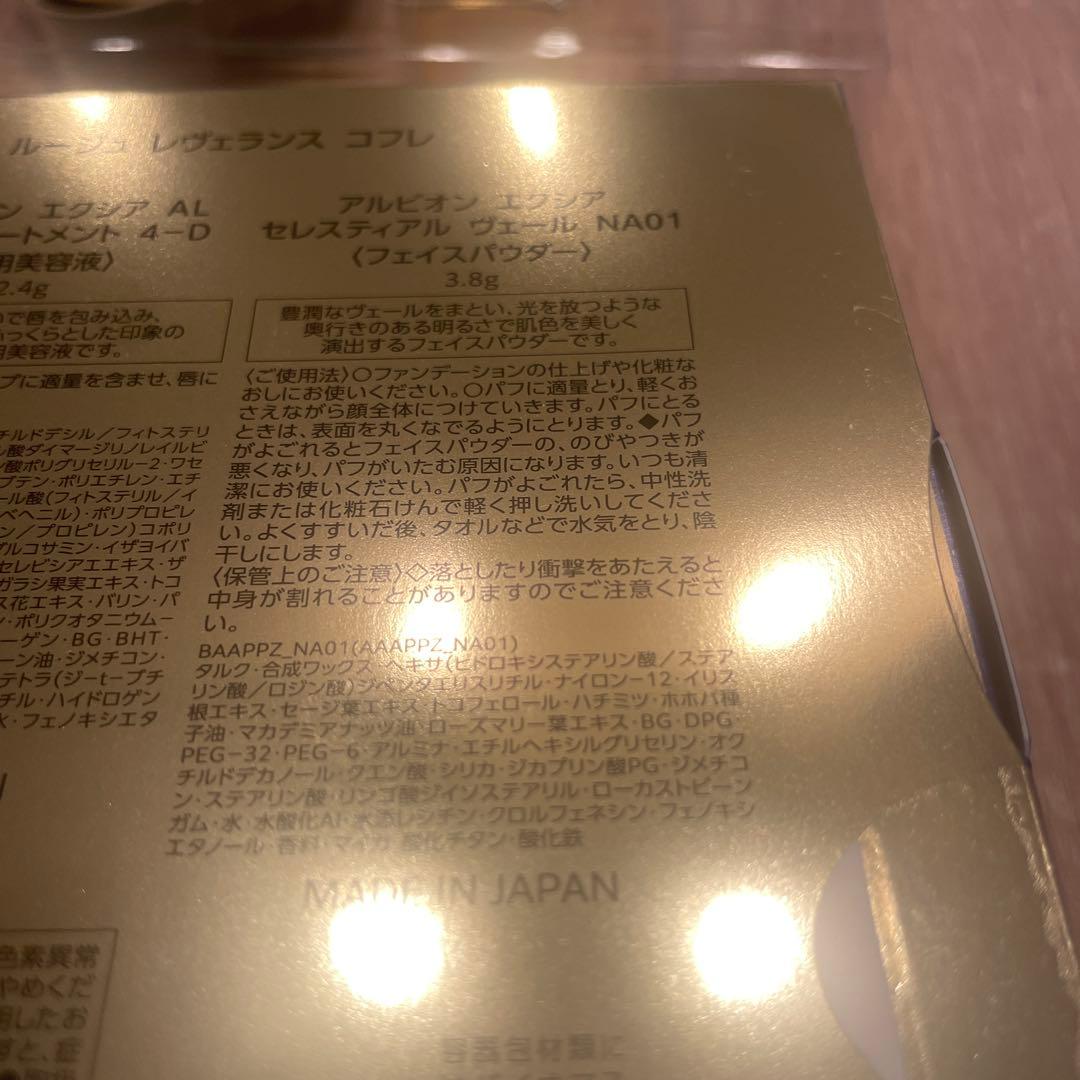 ルージュ レヴェランス コフレ
ン エクシア AL
ートメント 4-D
用美容液〉
2.4g
いで唇を包み込み、
ふっくらとした印象の
用美容液です。
ブに適量を含ませ、唇に
チルドデシル／フィトステリ
ル酸ダイマージリノレイルビ
ン酸ポリグリセリル-2・ワセ
ブテン・ポリエチレン・エチ
ール酸(フィトステリル／イ
／ベヘニル)・ポリプロピレ
ン／プロピレン)コポリ
グルコサミン・イザヨイバ
セレビシアエエキス・ザ
ガラシ果実エキス・トコ
ス花エキス・バリン・パ
ン・ポリクオタニウム-
ーゲン・BG・BHT・
ーン油・ジメチコン・
テトラ(ジ-t-ブチ
チル・ハイドロゲン
水・フェノキシエタ
アルビオン エクシア
セレスティアル ヴェール NA01
〈フェイスパウダー〉
3.8g
豊潤なヴェールをまとい、光を放つような
奥行きのある明るさで肌色を美しく
演出するフェイスパウダーです。
〈ご使用法〉○ファンデーションの仕上げや化粧な
おしにお使いください。○パフに適量とり、軽くお
さえながら顔全体につけていきます。パフにとる
ときは、表面を丸くなでるようにとります。◆パフ
がよごれるとフェイスパウダーの、のびやつきが
悪くなり、パフがいたむ原因になります。いつも清
潔にお使いください。パフがよごれたら、中性洗
剤または化粧石けんで軽く押し洗いしてくださ
い。よくすすいだ後、タオルなどで水気をとり、陰
干しにします。
〈保管上のご注意〉◇落としたり衝撃をあたえると
中身が割れることがありますのでご注意くださ
い。
BAAPPZ_NA01(AAAPPZ_NA01)
タルク・合成ワックス・ヘキサ(ヒドロキシステアリン酸／ステア
リン酸／ロジン酸)ジペンタエリスリチル・ナイロン-12・イリス
根エキス・セージ葉エキス・トコフェロール・ハチミツ・ホホバ種
子油・マカデミアナッツ油・ローズマリー葉エキス・BG・DPG・
PEG-32・PEG-6・アルミナ・エチルヘキシルグリセリン・オク
チルドデカノール・クエン酸・シリカ・ジカプリン酸PG・ジメチコ
ン・ステアリン酸・リンゴ酸ジイソステアリル・ローカストビーン
ガム・水・水酸化Al・水添レシチン・クロルフェネシン・フェノキシ
エタノール・香料・マイカ・酸化チタン・酸化鉄
MADE IN JAPAN
色素異常
やめくだ
用したお
すと、症
容器包材類に